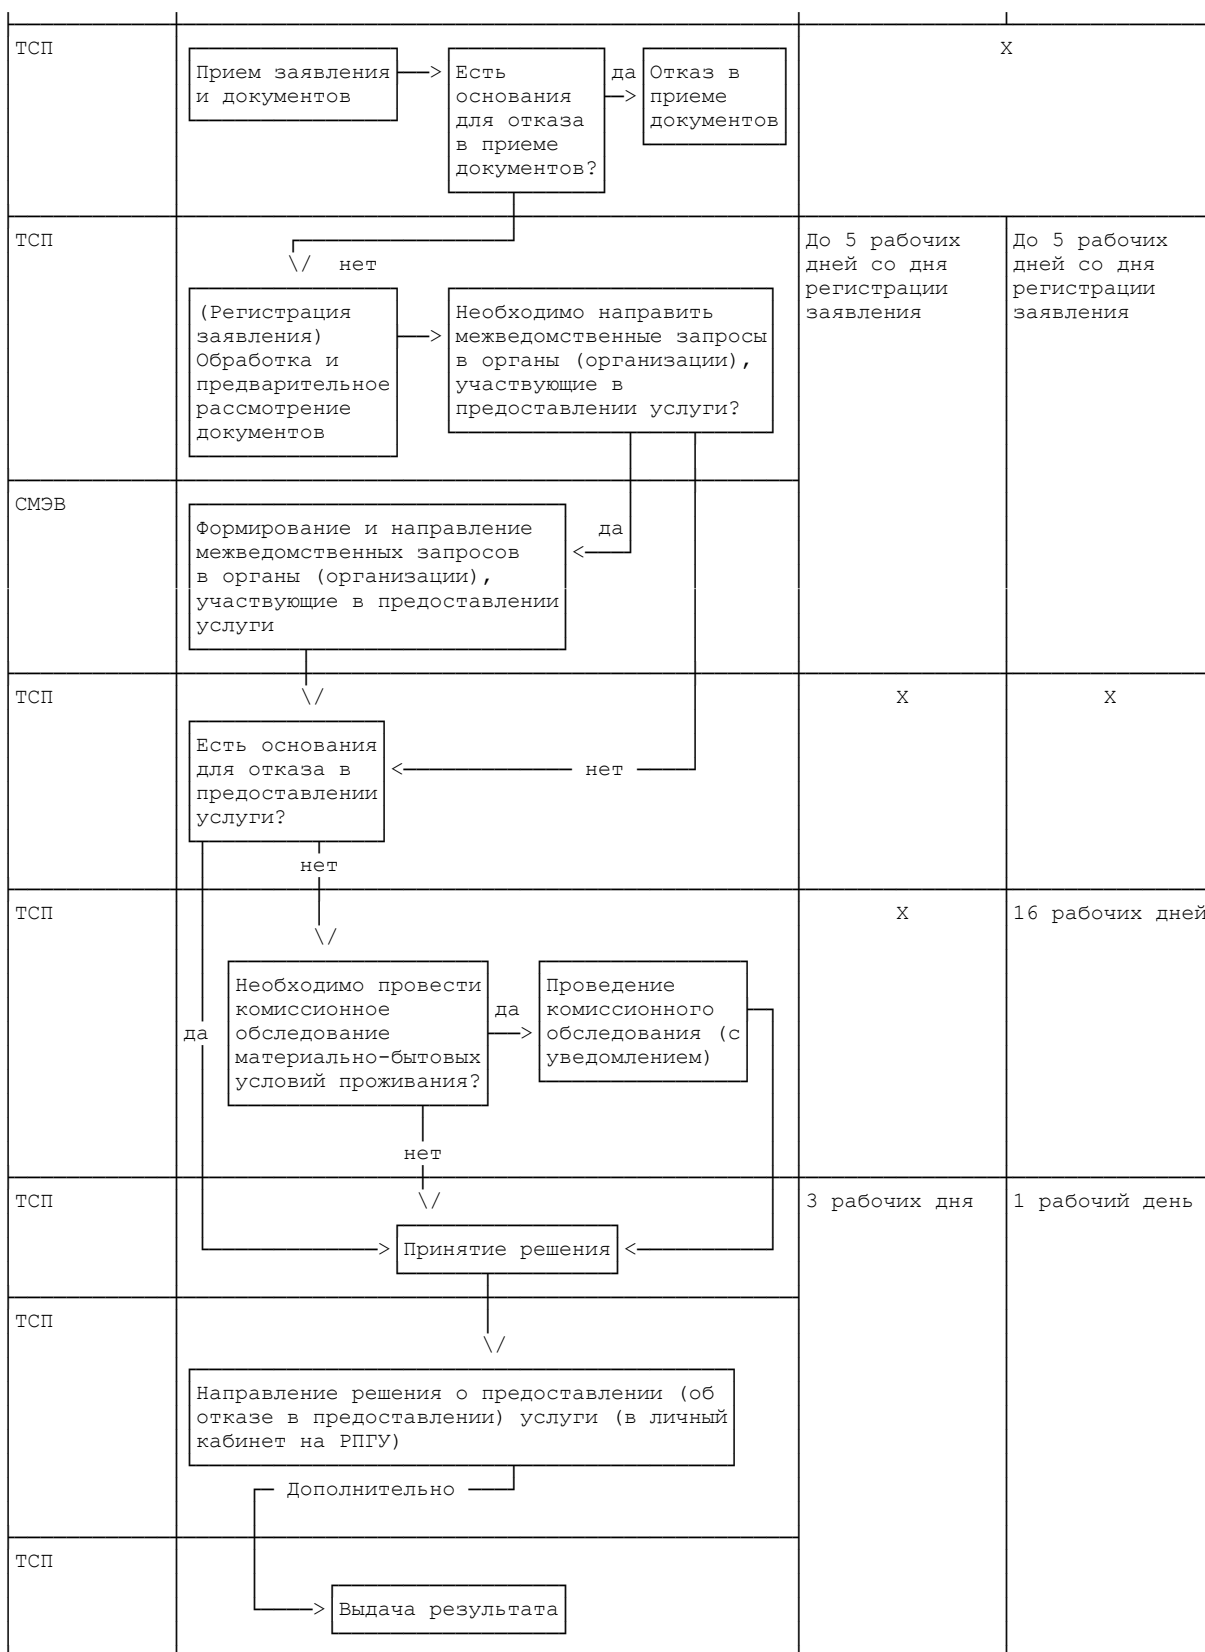 ТСП
X
Прием заявления
и документов
Есть
основания
для отказа
в приеме
документов?
да
Отказ в
приеме
документов
ТСП
нет
(Регистрация
заявления)
Обработка и
предварительное
рассмотрение
документов
Необходимо направить
межведомственные запросы
в органы (организации),
участвующие в
предоставлении услуги?
До 5 рабочих
дней со дня
регистрации
заявления
До 5 рабочих
дней со дня
регистрации
заявления
СМЭВ
Формирование и направление
межведомственных запросов
в органы (организации),
участвующие в предоставлении
услуги
да
ТСП
X
X
Есть основания
для отказа в
предоставлении
услуги?
нет
нет
ТСП
X
16 рабочих дней
да
Необходимо провести
комиссионное
обследование
материально-бытовых
условий проживания?
да
Проведение
комиссионного
обследования (с
уведомлением)
нет
ТСП
3 рабочих дня
1 рабочий день
Принятие решения
ТСП
Направление решения о предоставлении (об
отказе в предоставлении) услуги (в личный
кабинет на РПГУ)
Дополнительно
ТСП
Выдача результата